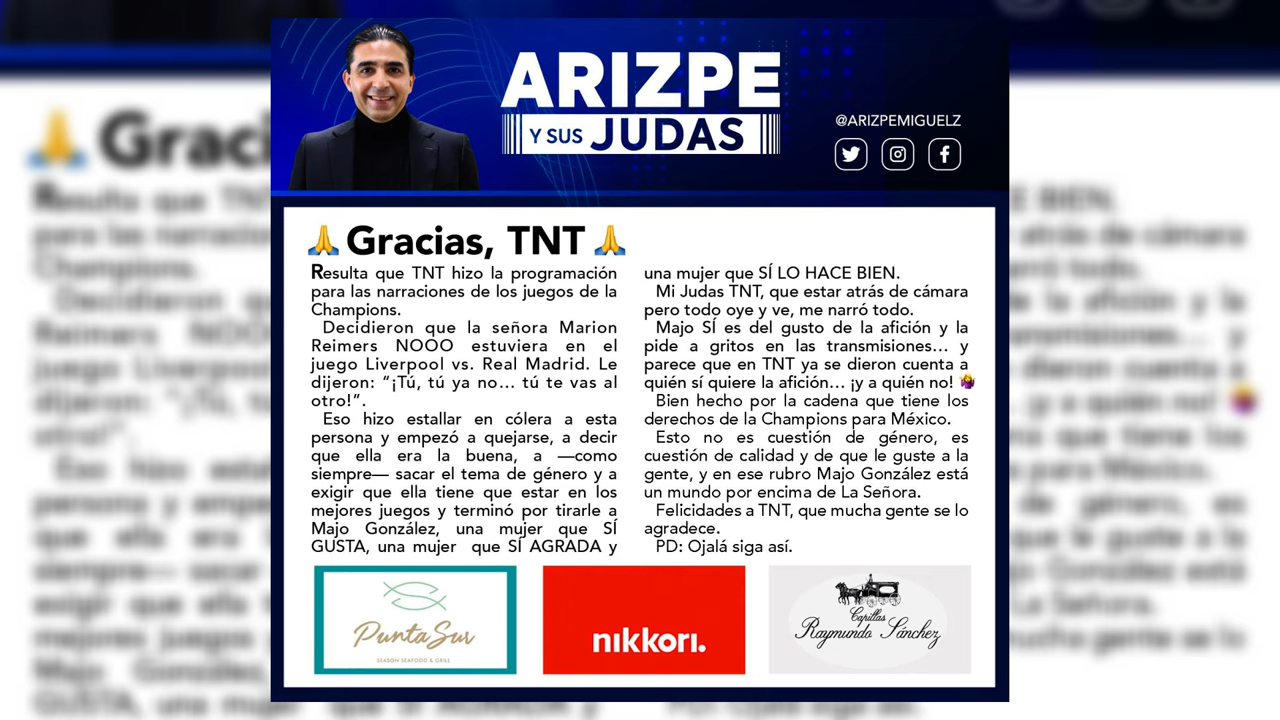 ARIZPE
Y SUS JUDAS
@ARIZPEMIGUELZ
🙏 Gracias, TNT 🙏
Resulta que TNT hizo la programación
para las narraciones de los juegos de la
Champions.
Decidieron que la señora Marion
Reimers NOOO estuviera en el
juego Liverpool vs. Real Madrid. Le
dijeron: “¡Tú, tú ya no... tú te vas al
otro!”.
Eso hizo estallar en cólera a esta
persona y empezó a quejarse, a decir
que ella era la buena, a —como
siempre— sacar el tema de género y a
exigir que ella tiene que estar en los
mejores juegos y terminó por tirarle a
Majo González, una mujer que SÍ
GUSTA, una mujer que SÍ AGRADA y
una mujer que SÍ LO HACE BIEN.
Mi Judas TNT, que estar atrás de cámara
pero todo oye y ve, me narró todo.
Majo SÍ es del gusto de la afición y la
pide a gritos en las transmisiones... y
parece que en TNT ya se dieron cuenta a
quién sí quiere la afición... ¡y a quién no! 🤷‍♀️
Bien hecho por la cadena que tiene los
derechos de la Champions para México.
Esto no es cuestión de género, es
cuestión de calidad y de que le guste a la
gente, y en ese rubro Majo González está
un mundo por encima de La Señora.
Felicidades a TNT, que mucha gente se lo
agradece.
PD: Ojalá siga así.
Punta Sur
SEASON SEAFOOD & GRILL
nikkori.
Capillas
Raymundo Sánchez